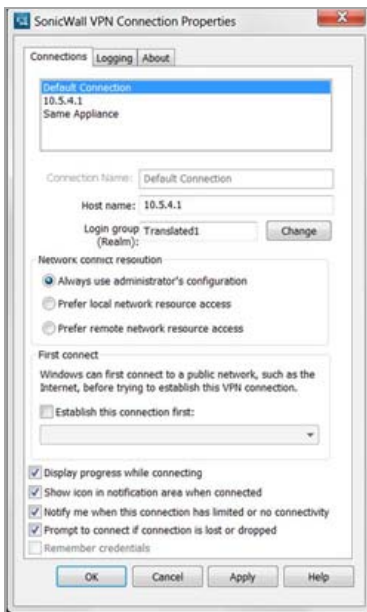 SonicWall VPN Connection Properties
Connections Logging About
Default Connection
10.5.4.1
Same Appliance
Connection Name: Default Connection
Host name: 10.5.4.1
Login group (Realm): Translated1 Change
Network conflict resolution
Always use administrator's configuration
Prefer local network resource access
Prefer remote network resource access
First connect
Windows can first connect to a public network, such as the
Internet, before trying to establish this VPN connection.
Establish this connection first:
Display progress while connecting
Show icon in notification area when connected
Notify me when this connection has limited or no connectivity
Prompt to connect if connection is lost or dropped
Remember credentials
OK Cancel Apply Help